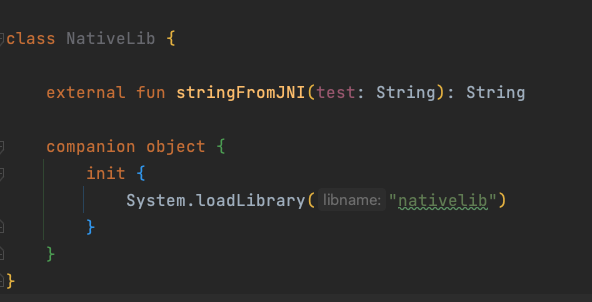 class NativeLib {
external fun stringFromJNI(test: String): String
companion object {
init {
System.loadLibrary( libname: "nativelib")
}
}
}